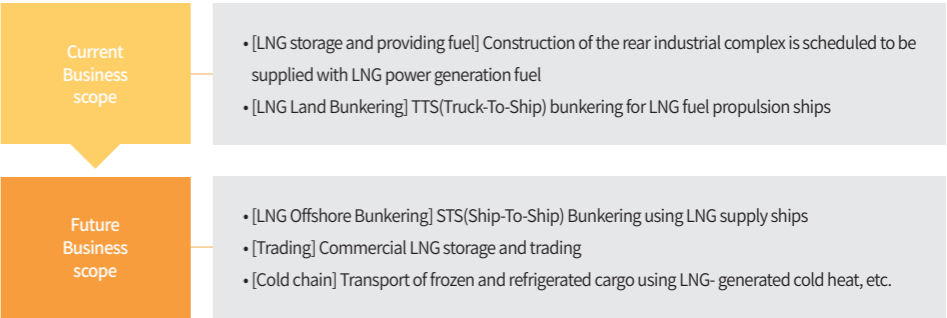 Current
Business
scope
• [LNG storage and providing fuel] Construction of the rear industrial complex is scheduled to be
supplied with LNG power generation fuel
• [LNG Land Bunkering] TTS(Truck-To-Ship) bunkering for LNG fuel propulsion ships
Future
Business
scope
• [LNG Offshore Bunkering] STS(Ship-To-Ship) Bunkering using LNG supply ships
• [Trading] Commercial LNG storage and trading
• [Cold chain] Transport of frozen and refrigerated cargo using LNG- generated cold heat, etc.